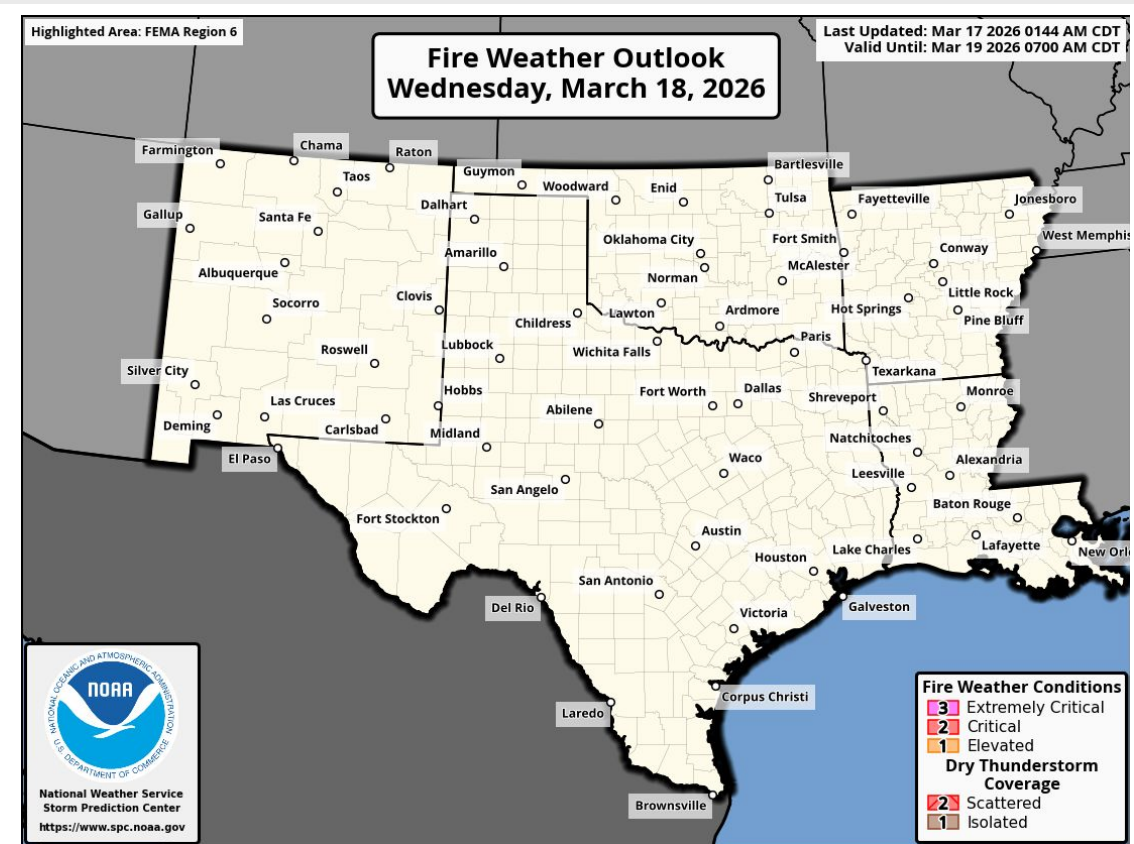 Highlighted Area: FEMA Region 6
Fire Weather Outlook
Wednesday, March 18, 2026
Last Updated: Mar 17 2026 0144 AM CDT
Valid Until: Mar 19 2026 0700 AM CDT
Farmington
Chama
Raton
Taos
Guymon
Woodward
Enid
Bartlesville
Tulsa
Fayetteville
Jonesboro
Gallup
Santa Fe
Dalhart
Oklahoma City
Fort Smith
Conway
West Memphis
Albuquerque
Amarillo
Norman
McAlester
Little Rock
Socorro
Clovis
Childress
Lawton
Ardmore
Hot Springs
Pine Bluff
Roswell
Lubbock
Wichita Falls
Paris
Texarkana
Silver City
Hobbs
Fort Worth
Dallas
Shreveport
Monroe
Deming
Las Cruces
Carlsbad
Midland
Abilene
Natchitoches
El Paso
San Angelo
Waco
Leesville
Alexandria
Fort Stockton
Austin
Baton Rouge
Houston
Lake Charles
Lafayette
New Orl
Del Rio
San Antonio
Victoria
Galveston
Laredo
Corpus Christi
Brownsville
NATIONAL OCEANIC AND ATMOSPHERIC ADMINISTRATION
NOAA
U.S. DEPARTMENT OF COMMERCE
National Weather Service
Storm Prediction Center
https://www.spc.noaa.gov
Fire Weather Conditions
3 Extremely Critical
2 Critical
1 Elevated
Dry Thunderstorm
Coverage
2 Scattered
1 Isolated